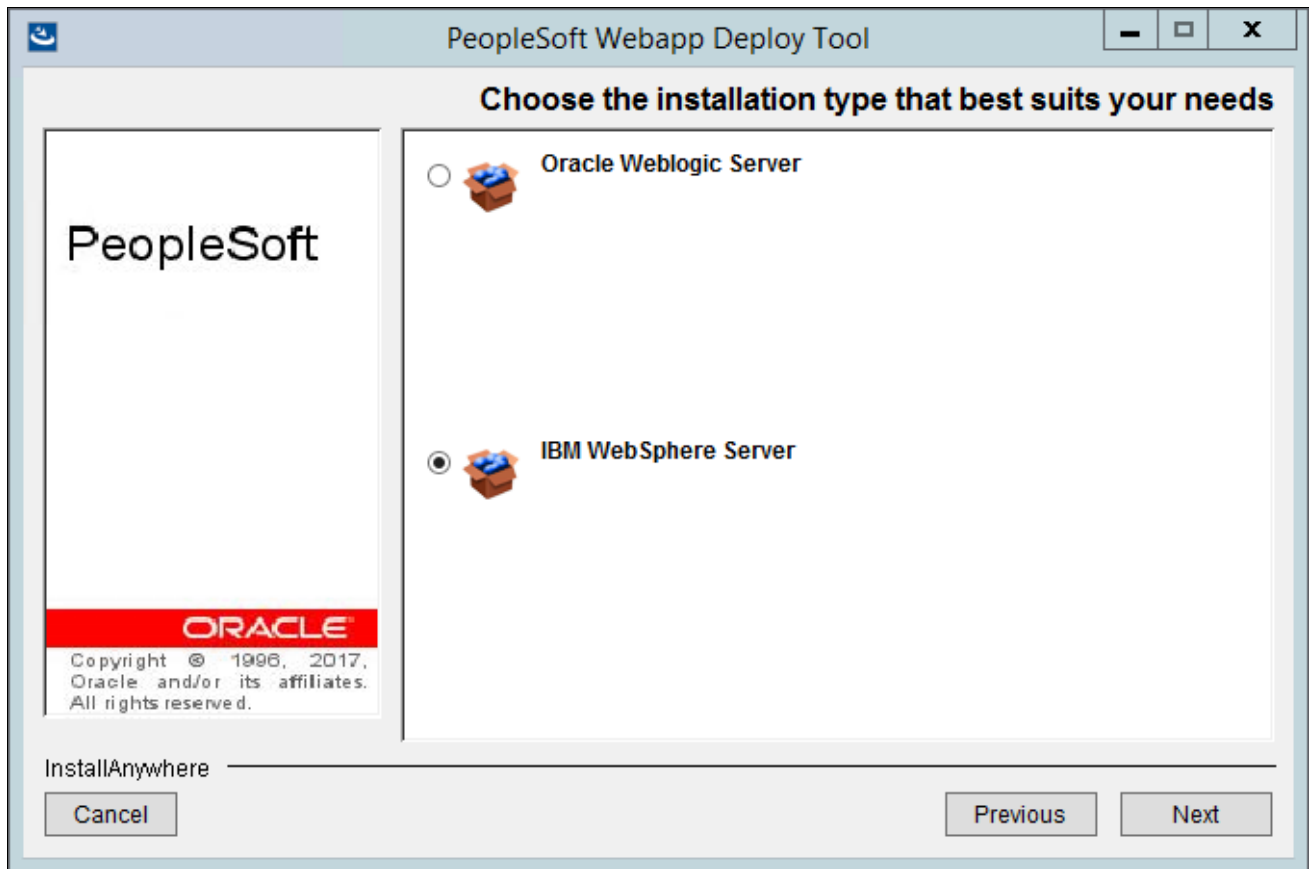 PeopleSoft Webapp Deploy Tool
Choose the installation type that best suits your needs
PeopleSoft
ORACLE
Copyright © 1996, 2017,
Oracle and/or its affiliates.
All rights reserved.
Oracle Weblogic Server
IBM WebSphere Server
InstallAnywhere
Cancel
Previous
Next